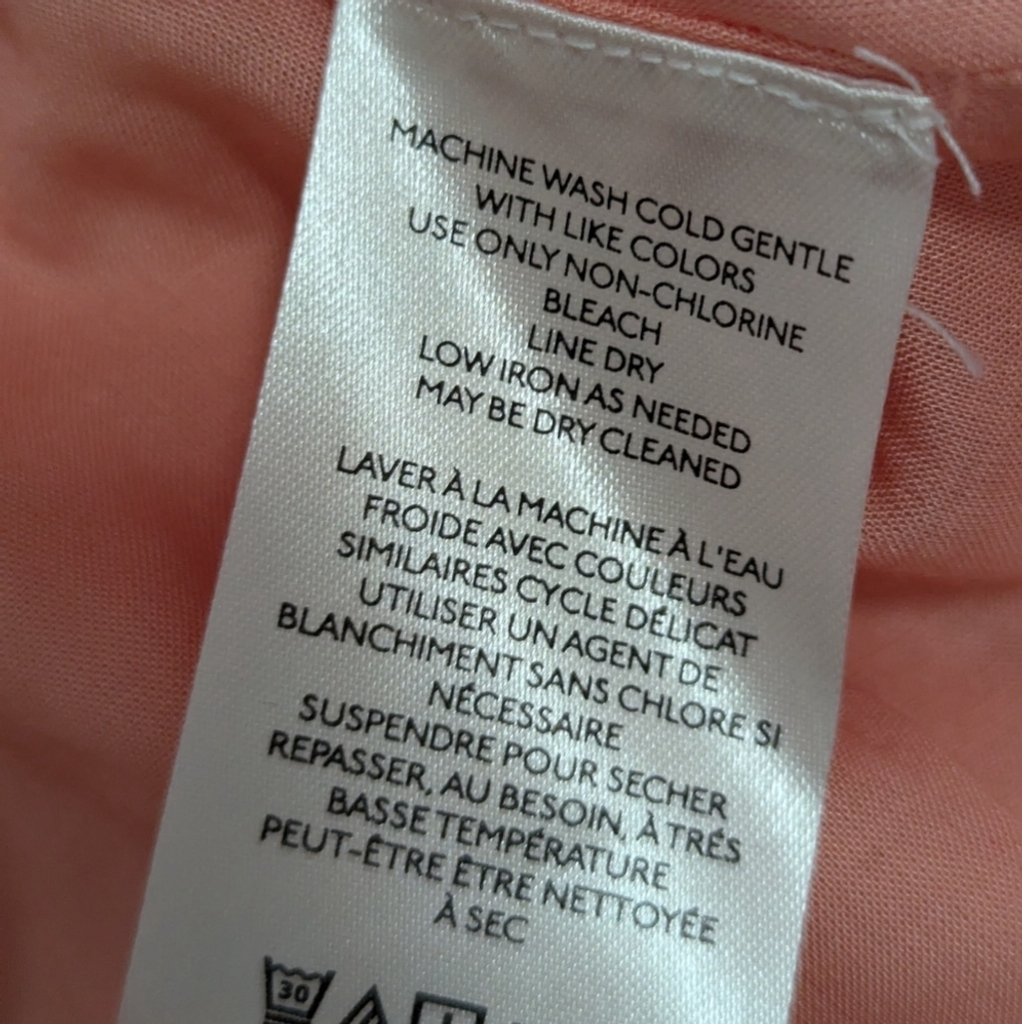 MACHINE WASH COLD GENTLE
WITH LIKE COLORS
USE ONLY NON-CHLORINE
BLEACH
LINE DRY
LOW IRON AS NEEDED
MAY BE DRY CLEANED
LAVER À LA MACHINE À L'EAU
FROIDE AVEC COULEURS
SIMILAIRES CYCLE DÉLICAT
UTILISER UN AGENT DE
BLANCHIMENT SANS CHLORE SI
NÉCESSAIRE
SUSPENDRE POUR SECHER
REPASSER, AU BESOIN, À TRÉS
BASSE TEMPÉRATURE
PEUT-ÊTRE ÊTRE NETTOYÉE
À SEC
30